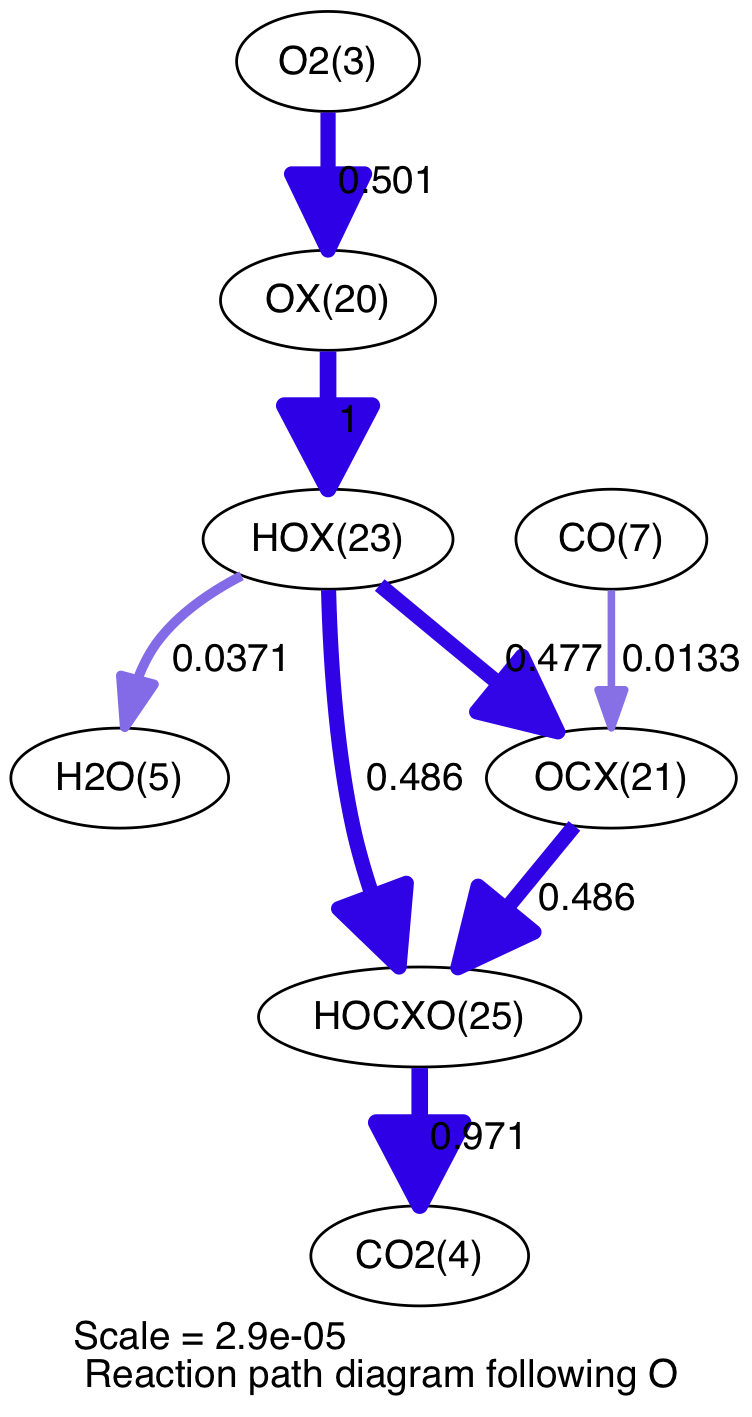 O2(3)
0.501
OX(20)
1
HOX(23)
CO(7)
0.0371
0.477
0.0133
H2O(5)
0.486
OCX(21)
0.486
HOCXO(25)
0.971
CO2(4)
Scale = 2.9e-05
Reaction path diagram following O